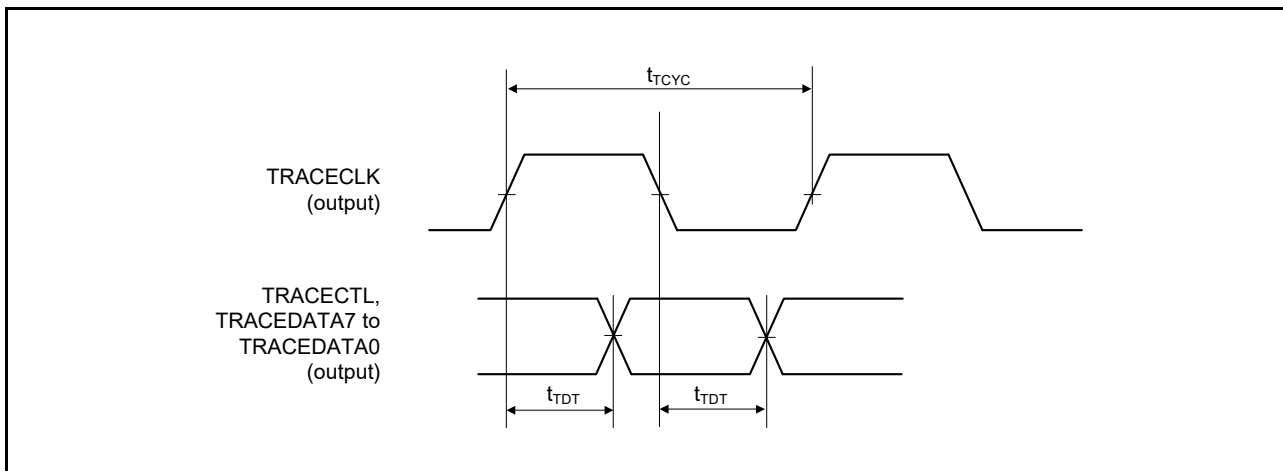 tTCYC
TRACECLK
(output)
TRACECTL,
TRACEDATA7 to
TRACEDATA0
(output)
tTDT
tTDT